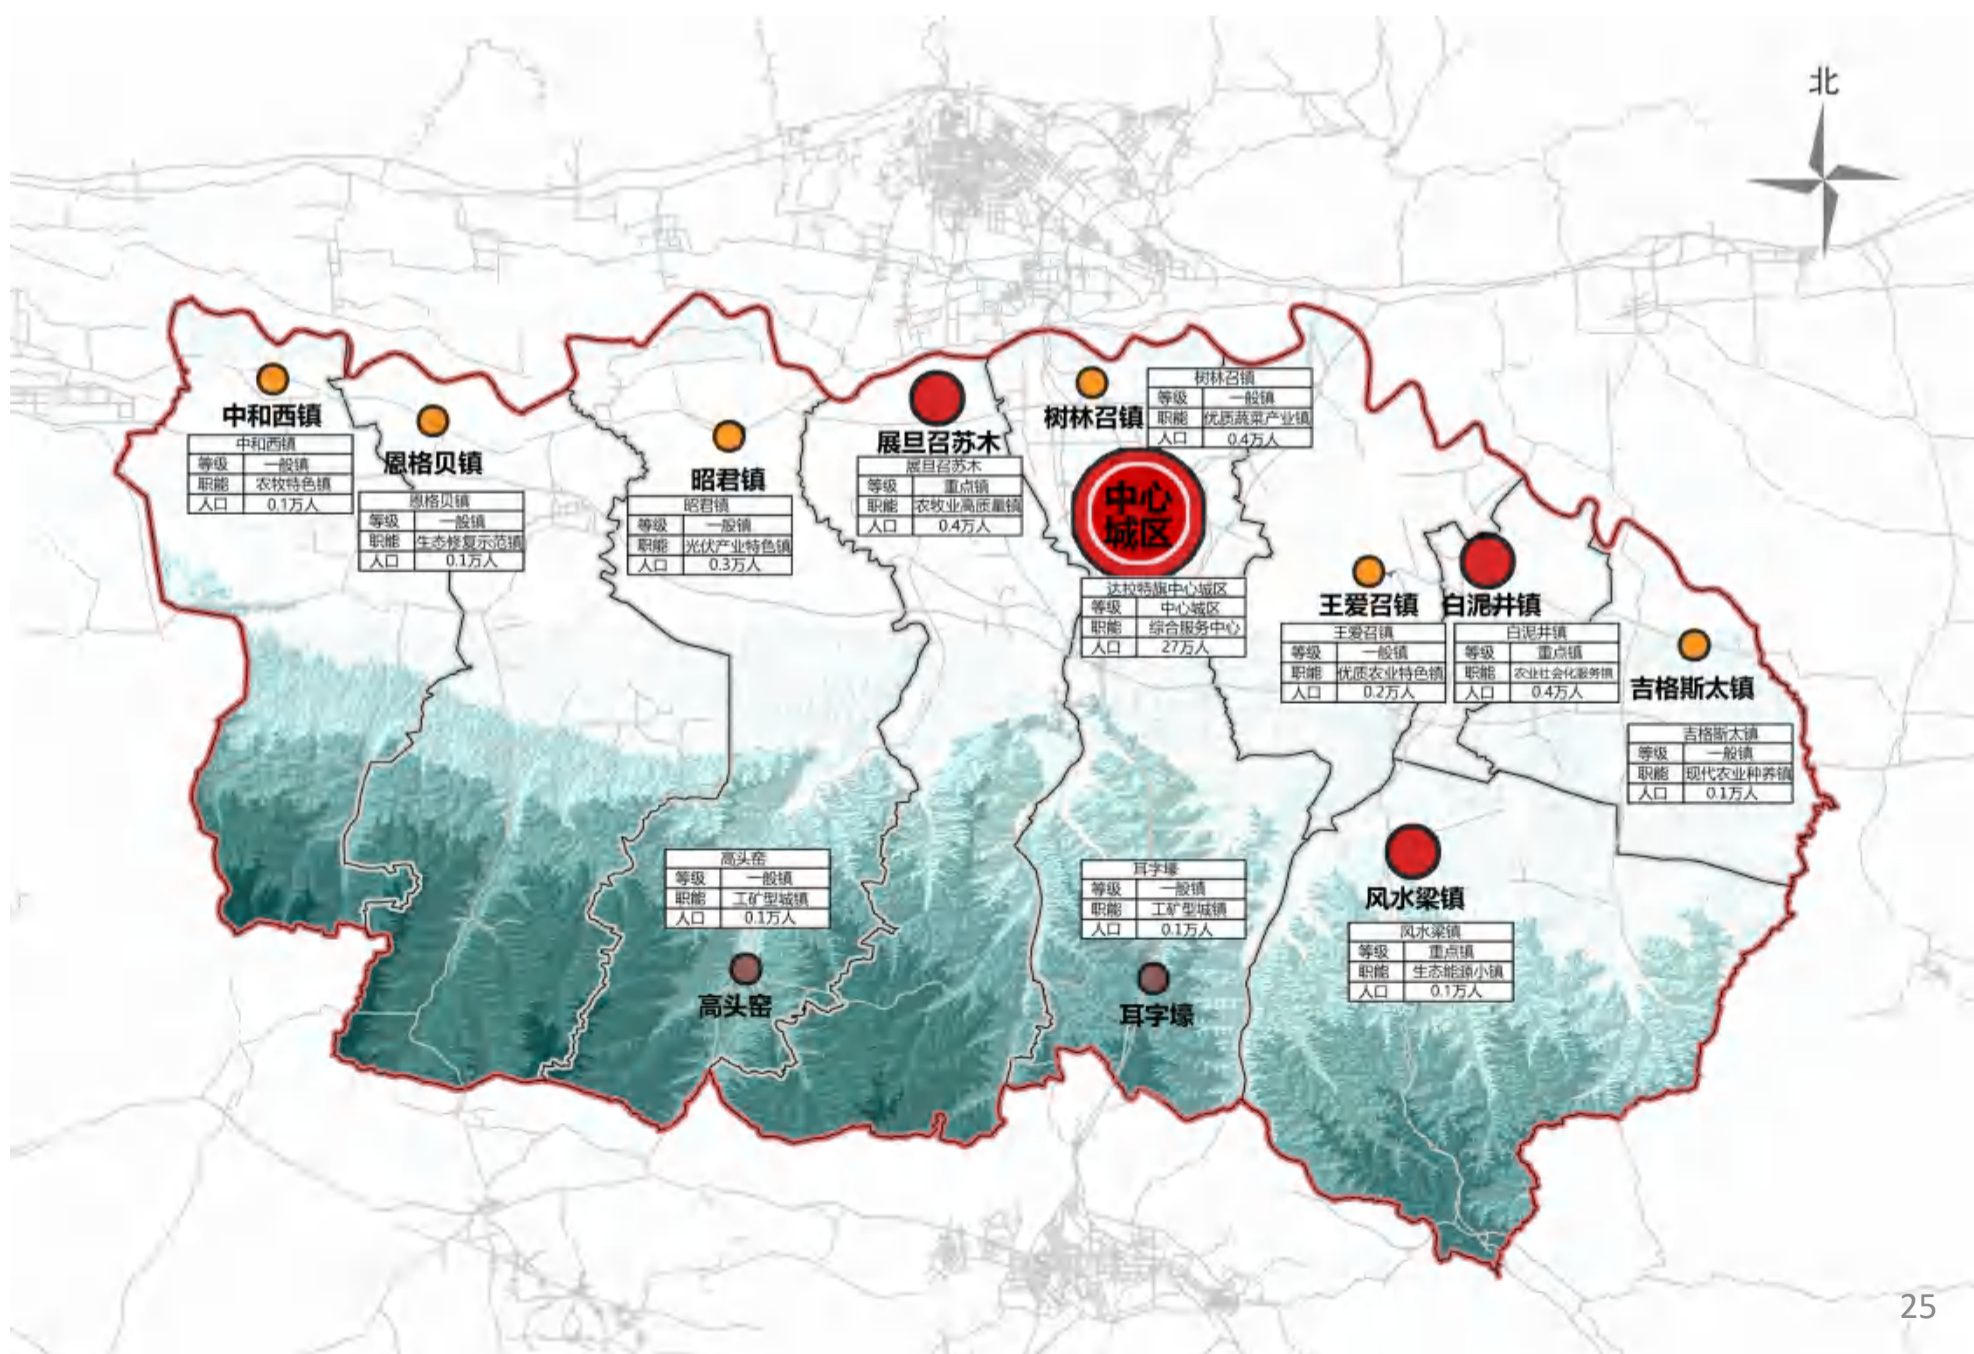 北
中和西镇
中和西镇
等级 一般镇
职能 农牧特色镇
人口 0.1万人
恩格贝镇
恩格贝镇
等级 一般镇
职能 生态修复示范镇
人口 0.1万人
昭君镇
昭君镇
等级 一般镇
职能 光伏产业特色镇
人口 0.3万人
展旦召苏木
展旦召苏木
等级 重点镇
职能 农牧业高质量镇
人口 0.4万人
树林召镇
树林召镇
等级 一般镇
职能 优质蔬菜产业镇
人口 0.4万人
中心
城区
达拉特旗中心城区
等级 中心城区
职能 综合服务中心
人口 27万人
王爱召镇
王爱召镇
等级 一般镇
职能 优质农业特色镇
人口 0.2万人
白泥井镇
白泥井镇
等级 重点镇
职能 农业社会化服务镇
人口 0.4万人
吉格斯太镇
吉格斯太镇
等级 一般镇
职能 现代农业种养镇
人口 0.1万人
高头窑
等级 一般镇
职能 工矿型城镇
人口 0.1万人
高头窑
耳字壕
等级 一般镇
职能 工矿型城镇
人口 0.1万人
耳字壕
风水梁镇
风水梁镇
等级 重点镇
职能 生态能源小镇
人口 0.1万人
25